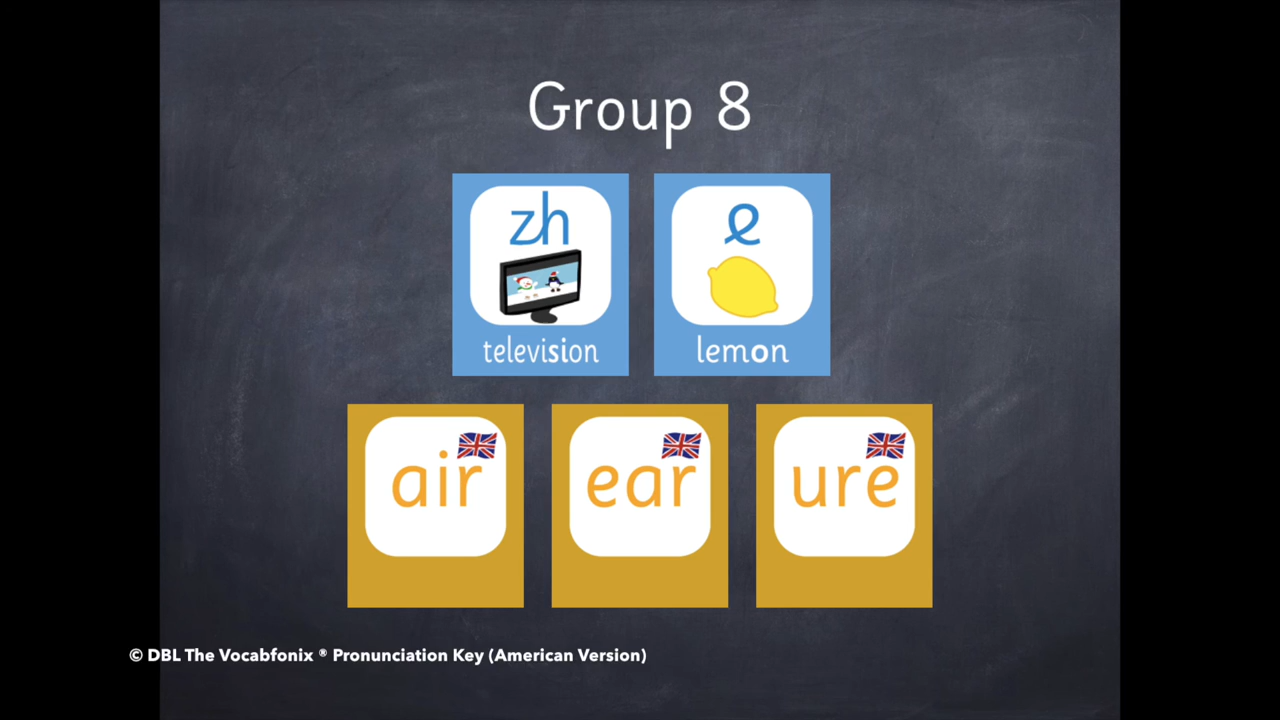 Group 8
zh
ə
television
lemon
air
ear
ure
© DBL The Vocabfonix ® Pronunciation Key (American Version)